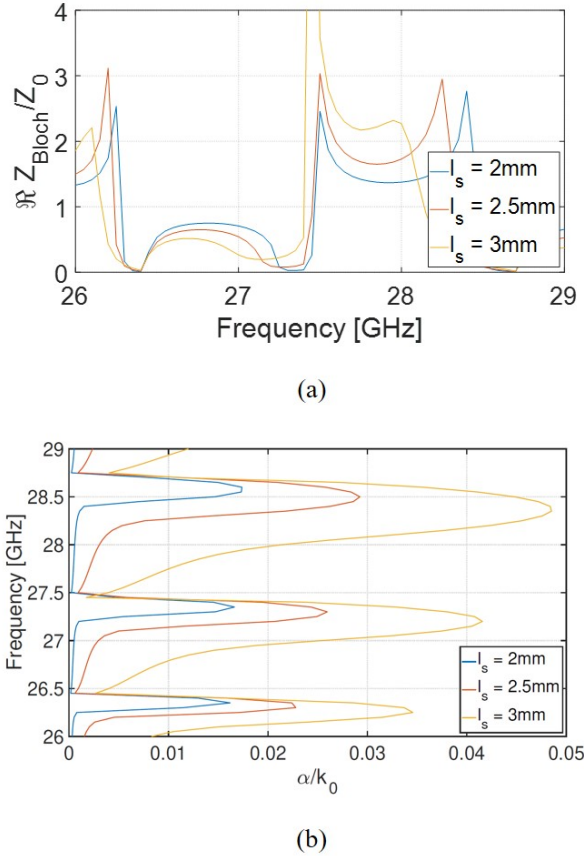 4
3
2
1
0
ℜ Z_Bloch/Z_0
l_s = 2mm
l_s = 2.5mm
l_s = 3mm
26 27 28 29
Frequency [GHz]
(a)
29
28.5
28
27.5
27
26.5
26
Frequency [GHz]
l_s = 2mm
l_s = 2.5mm
l_s = 3mm
0 0.01 0.02 0.03 0.04 0.05
α/k_0
(b)